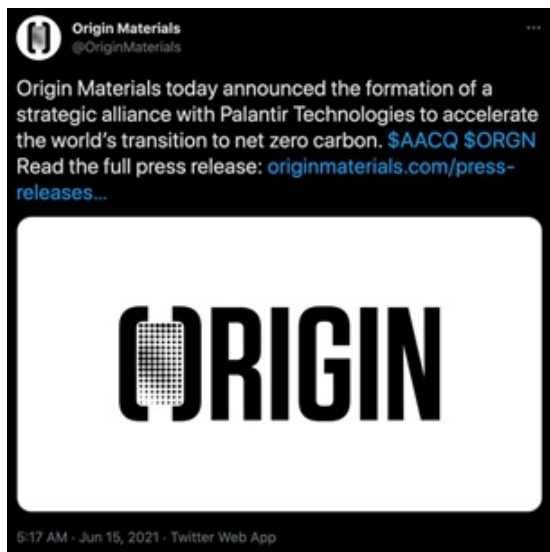 Origin Materials
@OriginMaterials
Origin Materials today announced the formation of a
strategic alliance with Palantir Technologies to accelerate
the world's transition to net zero carbon. $AACQ $ORGN
Read the full press release: originmaterials.com/press-
releases...
ORIGIN
5:17 AM · Jun 15, 2021 · Twitter Web App